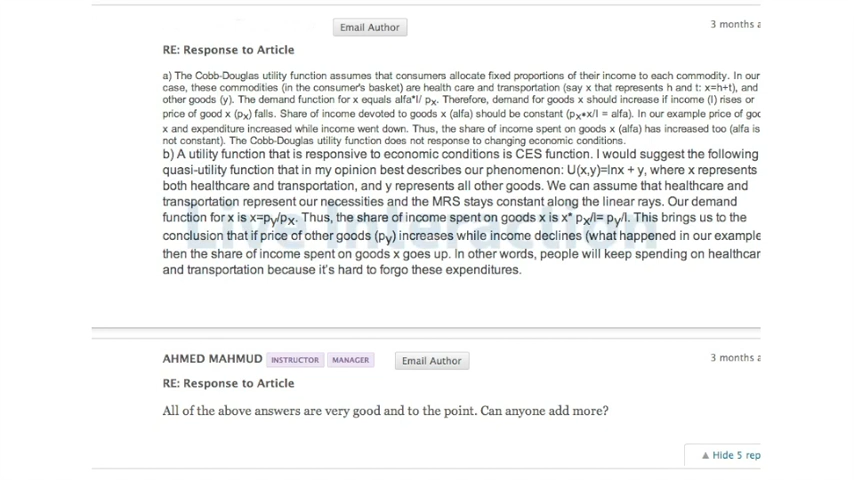 Email Author
3 months a
RE: Response to Article
a) The Cobb-Douglas utility function assumes that consumers allocate fixed proportions of their income to each commodity. In our
case, these commodities (in the consumer's basket) are health care and transportation (say x that represents h and t: x=h+t), and
other goods (y). The demand function for x equals alfa*I/ px. Therefore, demand for goods x should increase if income (I) rises or
price of good x (px) falls. Share of income devoted to goods x (alfa) should be constant (px*x/I = alfa). In our example price of goo
x and expenditure increased while income went down. Thus, the share of income spent on goods x (alfa) has increased too (alfa is
not constant). The Cobb-Douglas utility function does not response to changing economic conditions.
b) A utility function that is responsive to economic conditions is CES function. I would suggest the following
quasi-utility function that in my opinion best describes our phenomenon: U(x,y)=lnx + y, where x represents
both healthcare and transportation, and y represents all other goods. We can assume that healthcare and
transportation represent our necessities and the MRS stays constant along the linear rays. Our demand
function for x is x=py/px. Thus, the share of income spent on goods x is x* px/I= py/I. This brings us to the
conclusion that if price of other goods (py) increases while income declines (what happened in our example
then the share of income spent on goods x goes up. In other words, people will keep spending on healthcar
and transportation because it's hard to forgo these expenditures.
Live Interaction
AHMED MAHMUD INSTRUCTOR MANAGER Email Author
3 months a
RE: Response to Article
All of the above answers are very good and to the point. Can anyone add more?
▲ Hide 5 rep